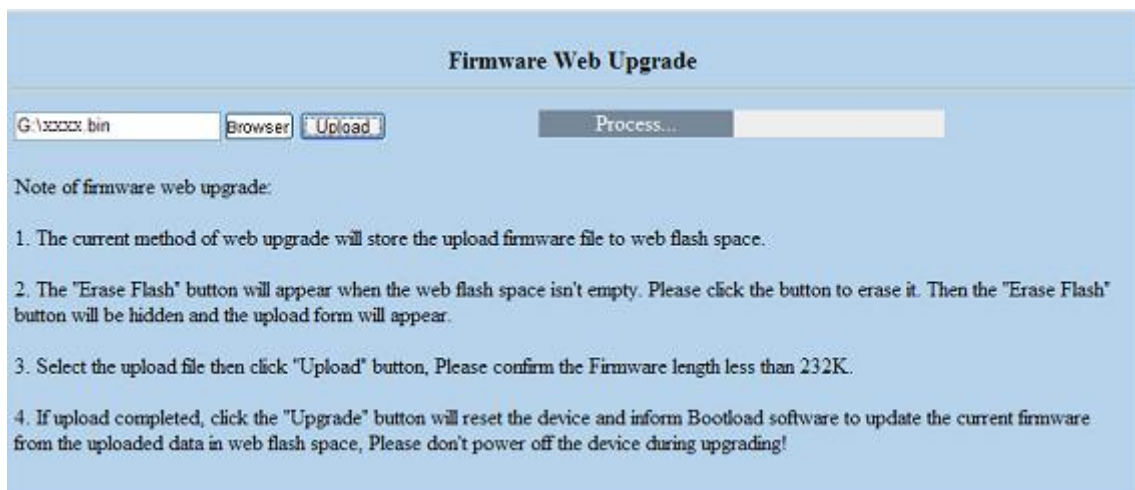 Firmware Web Upgrade
G:\xxxx.bin Browser Upload Process...
Note of firmware web upgrade:
1. The current method of web upgrade will store the upload firmware file to web flash space.
2. The "Erase Flash" button will appear when the web flash space isn't empty. Please click the button to erase it. Then the "Erase Flash"
button will be hidden and the upload form will appear.
3. Select the upload file then click "Upload" button, Please confirm the Firmware length less than 232K.
4. If upload completed, click the "Upgrade" button will reset the device and inform Bootload software to update the current firmware
from the uploaded data in web flash space, Please don't power off the device during upgrading!